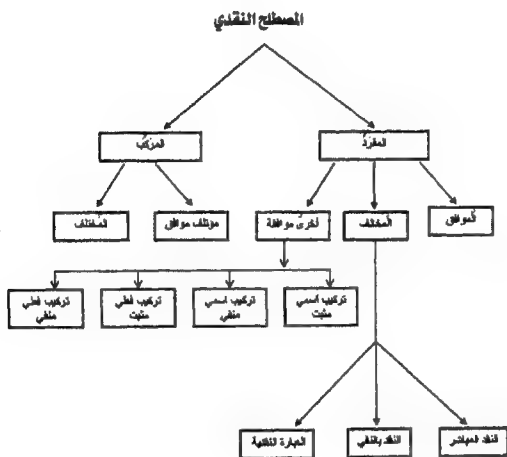 المصطلح النقدي
المفرد
المركب
الموافق
المخالف
أخرى موافقة
مؤتلف موافق
المختلف
تركيب اسمي
مثبت
تركيب اسمي
منفي
تركيب فعلي
مثبت
تركيب فعلي
منفي
النقد المباشر
النقد بالنفي
العبارة النقدية